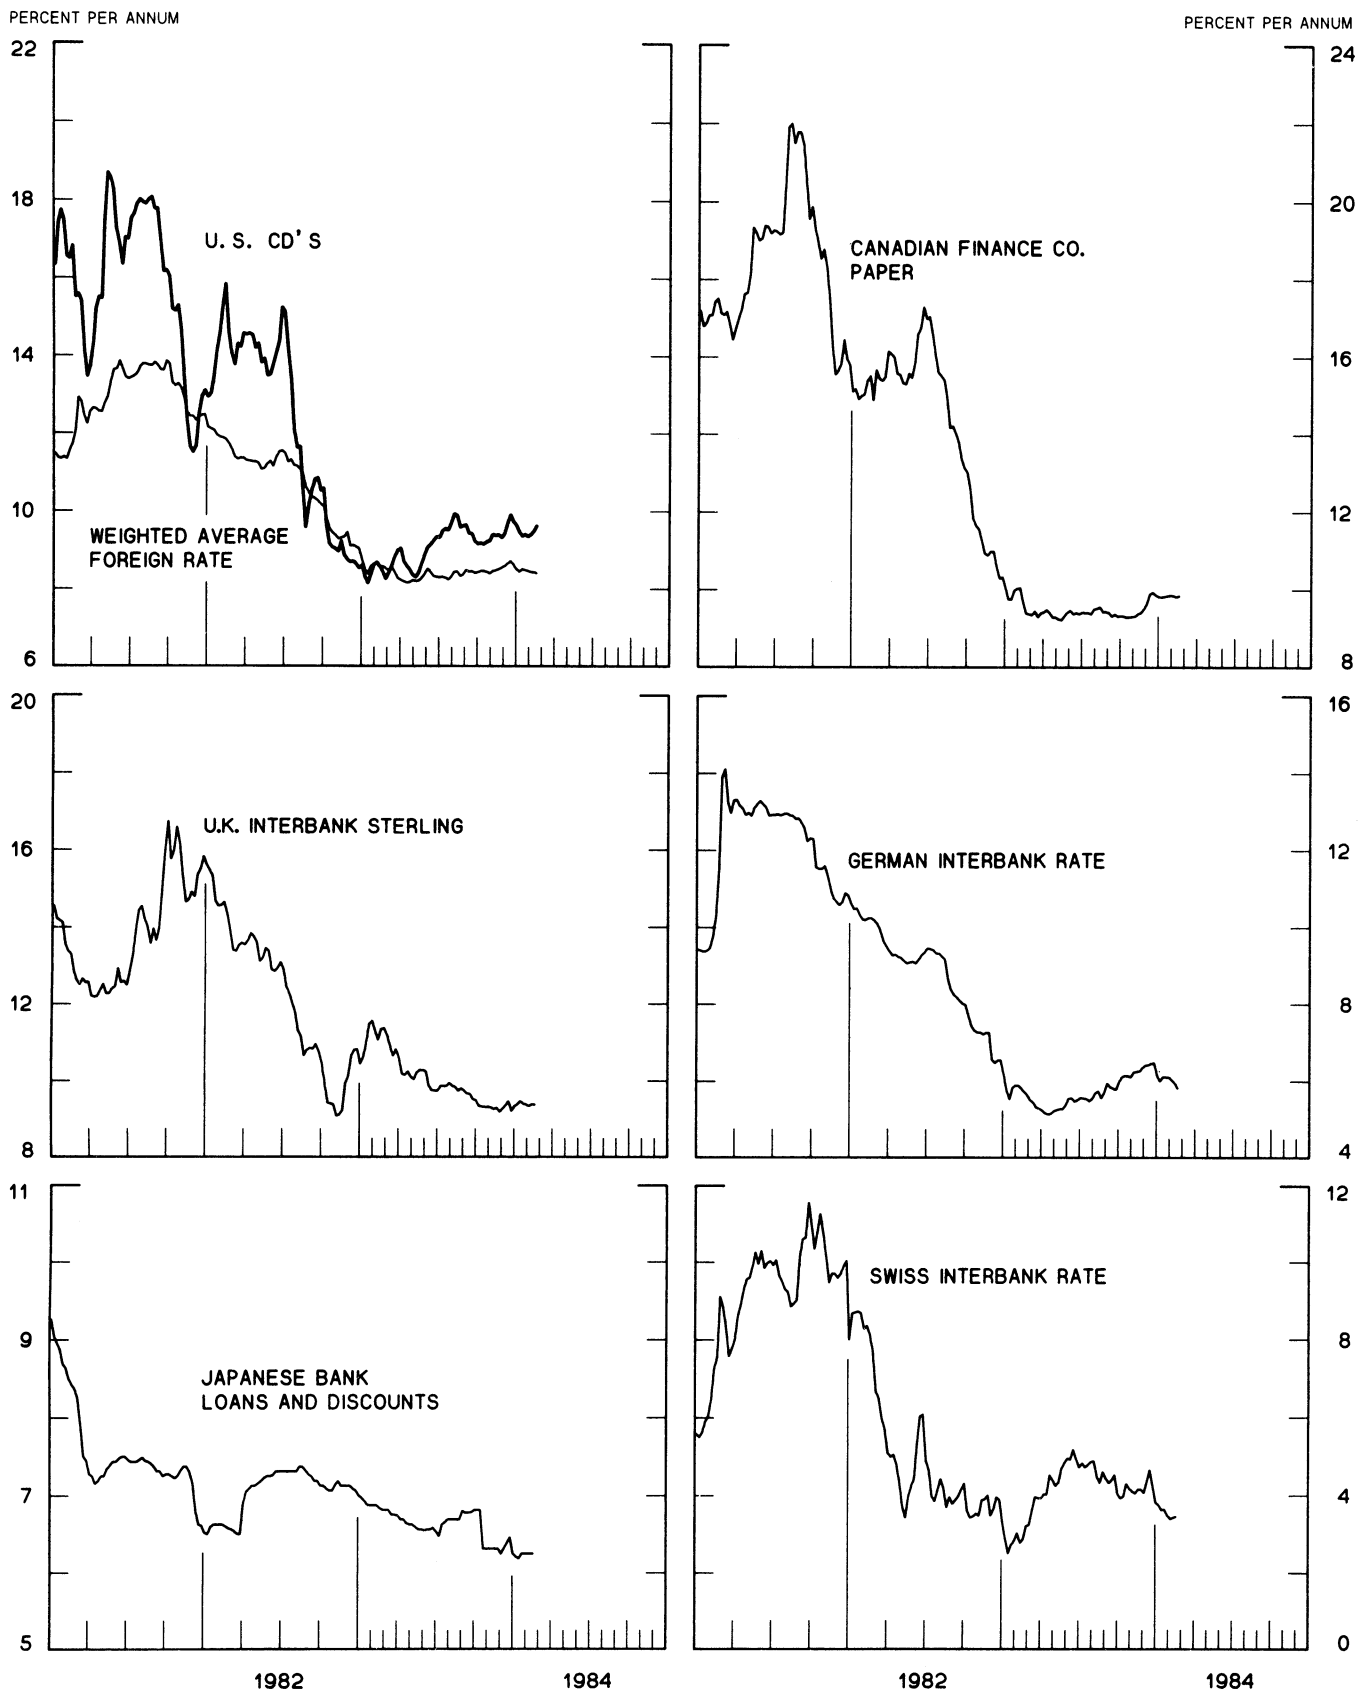 PERCENT PER ANNUM
PERCENT PER ANNUM
22
18
14
10
6
U.S. CD'S
WEIGHTED AVERAGE
FOREIGN RATE
24
20
16
12
8
CANADIAN FINANCE CO.
PAPER
20
16
12
8
U.K. INTERBANK STERLING
16
12
8
4
GERMAN INTERBANK RATE
11
9
7
5
JAPANESE BANK
LOANS AND DISCOUNTS
12
8
4
0
SWISS INTERBANK RATE
1982
1984
1982
1984